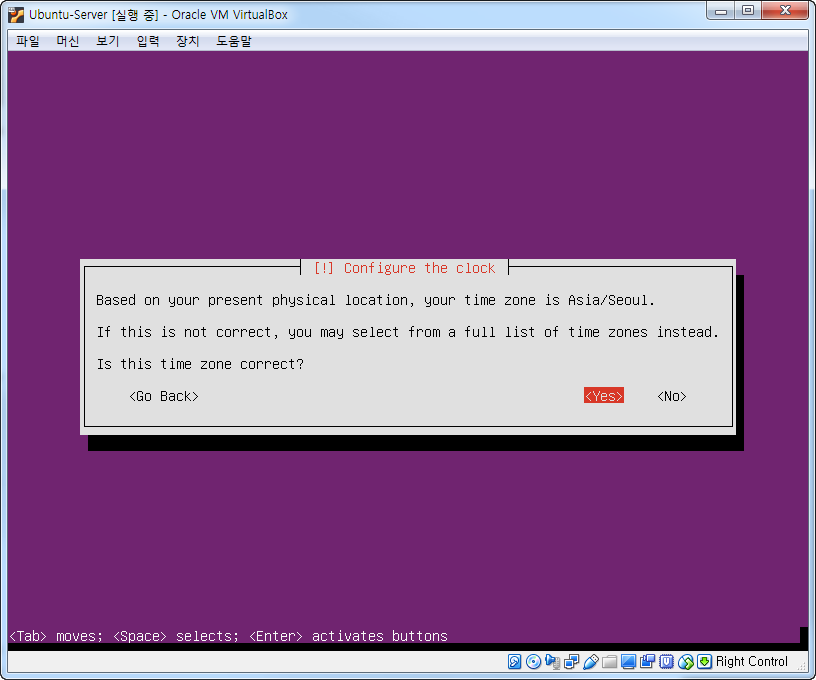 Ubuntu-Server [실행 중] - Oracle VM VirtualBox
파일 머신 보기 입력 장치 도움말
[!] Configure the clock
Based on your present physical location, your time zone is Asia/Seoul.
If this is not correct, you may select from a full list of time zones instead.
Is this time zone correct?
<Go Back> <Yes> <No>
<Tab> moves; <Space> selects; <Enter> activates buttons
Right Control